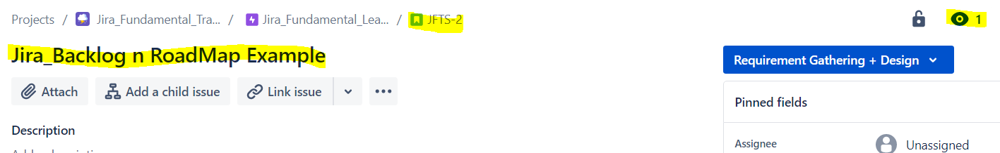 Projects / Jira_Fundamental_Tra... / Jira_Fundamental_Lea... / JFTS-2
1
Jira_Backlog n RoadMap Example
Requirement Gathering + Design
Attach
Add a child issue
Link issue
Pinned fields
Description
Assignee
Unassigned